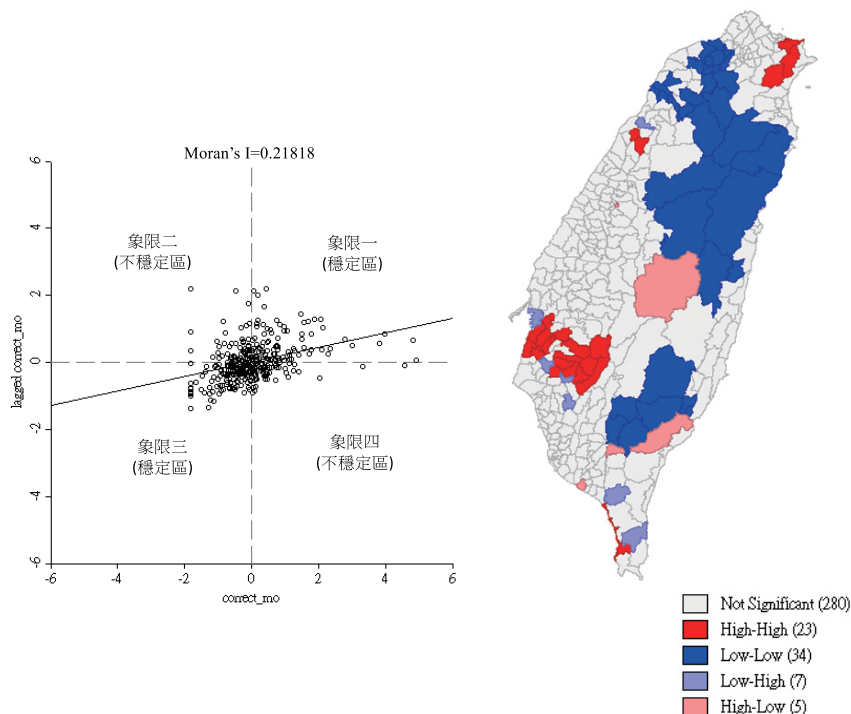 Moran's I=0.21818
6
4
2
0
-2
-4
-6
lagged correct_mo
象限二
(不穩定區)
象限一
(穩定區)
象限三
(穩定區)
象限四
(不穩定區)
-6
-4
-2
0
2
4
6
correct_mo
Not Significant (280)
High-High (23)
Low-Low (34)
Low-High (7)
High-Low (5)